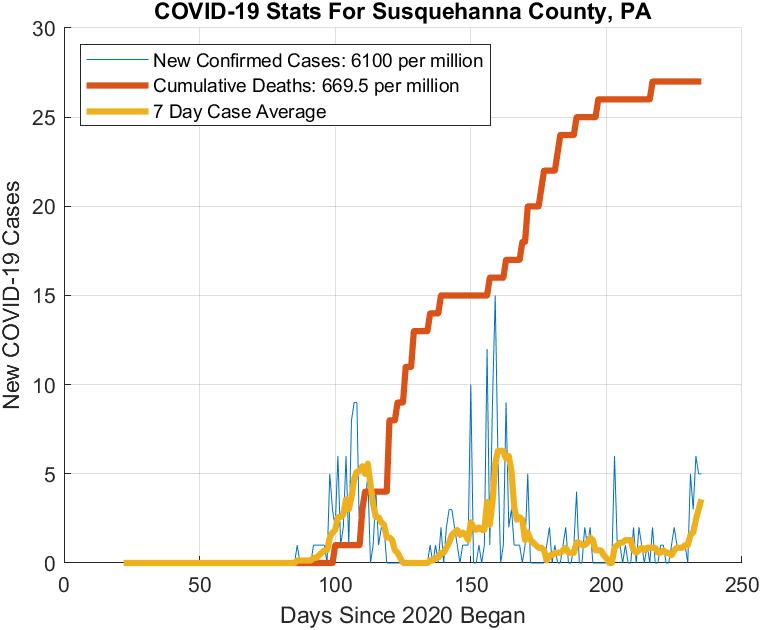 COVID-19 Stats For Susquehanna County, PA
New Confirmed Cases: 6100 per million
Cumulative Deaths: 669.5 per million
7 Day Case Average
New COVID-19 Cases
30
25
20
15
10
5
0
0 50 100 150 200 250
Days Since 2020 Began